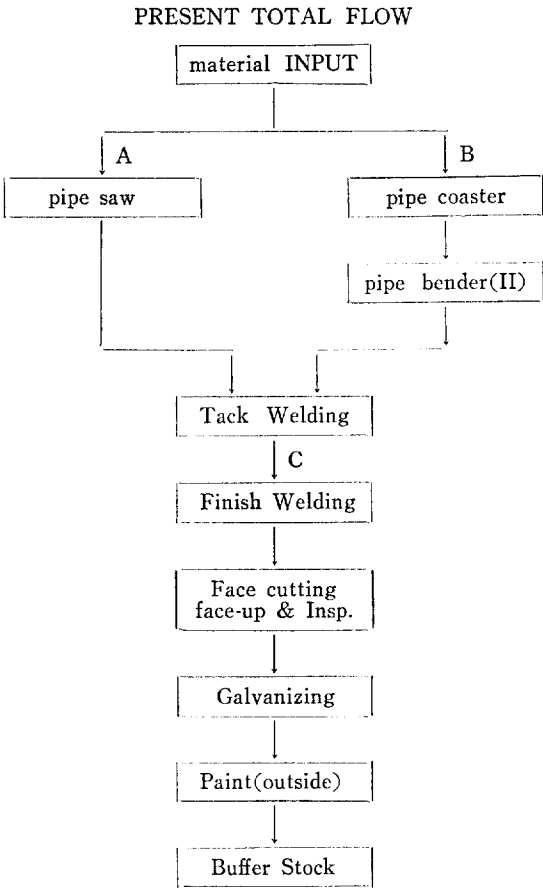 PRESENT TOTAL FLOW
material INPUT
A
B
pipe saw
pipe coaster
pipe bender(II)
Tack Welding
C
Finish Welding
Face cutting
face-up & Insp.
Galvanizing
Paint(outside)
Buffer Stock